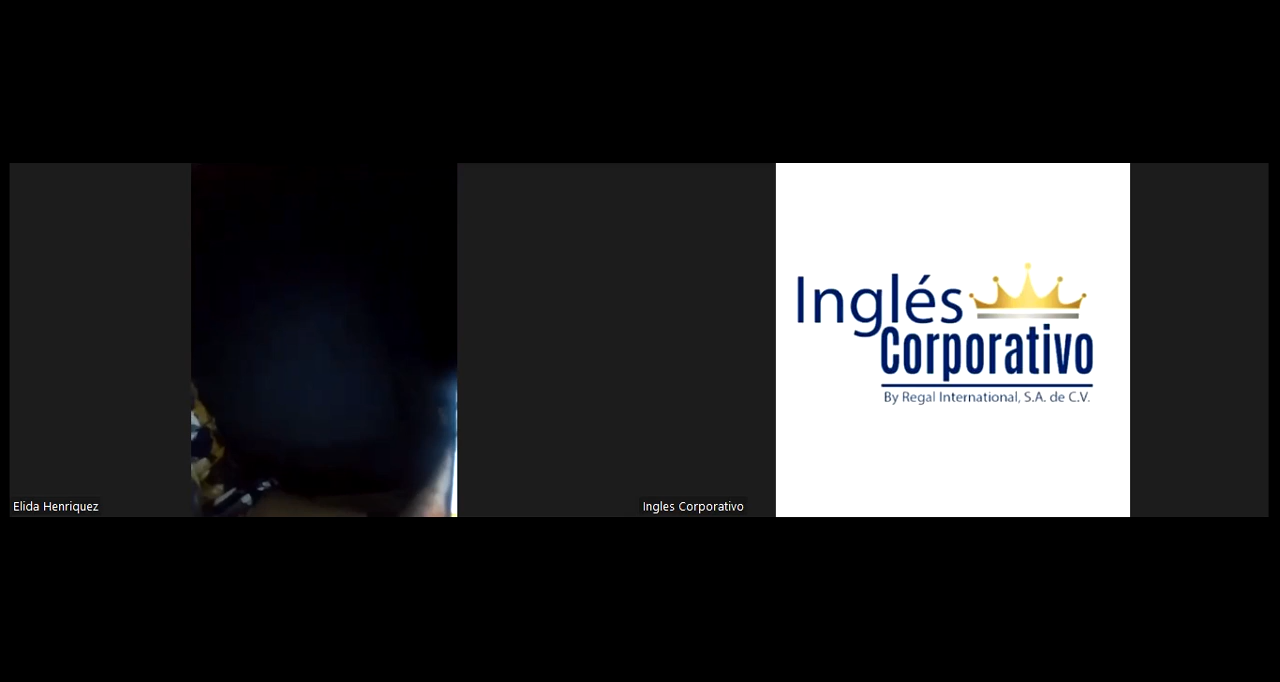 Inglés
Corporativo
By Regal International, S.A. de C.V.
Elida Henriquez
Ingles Corporativo